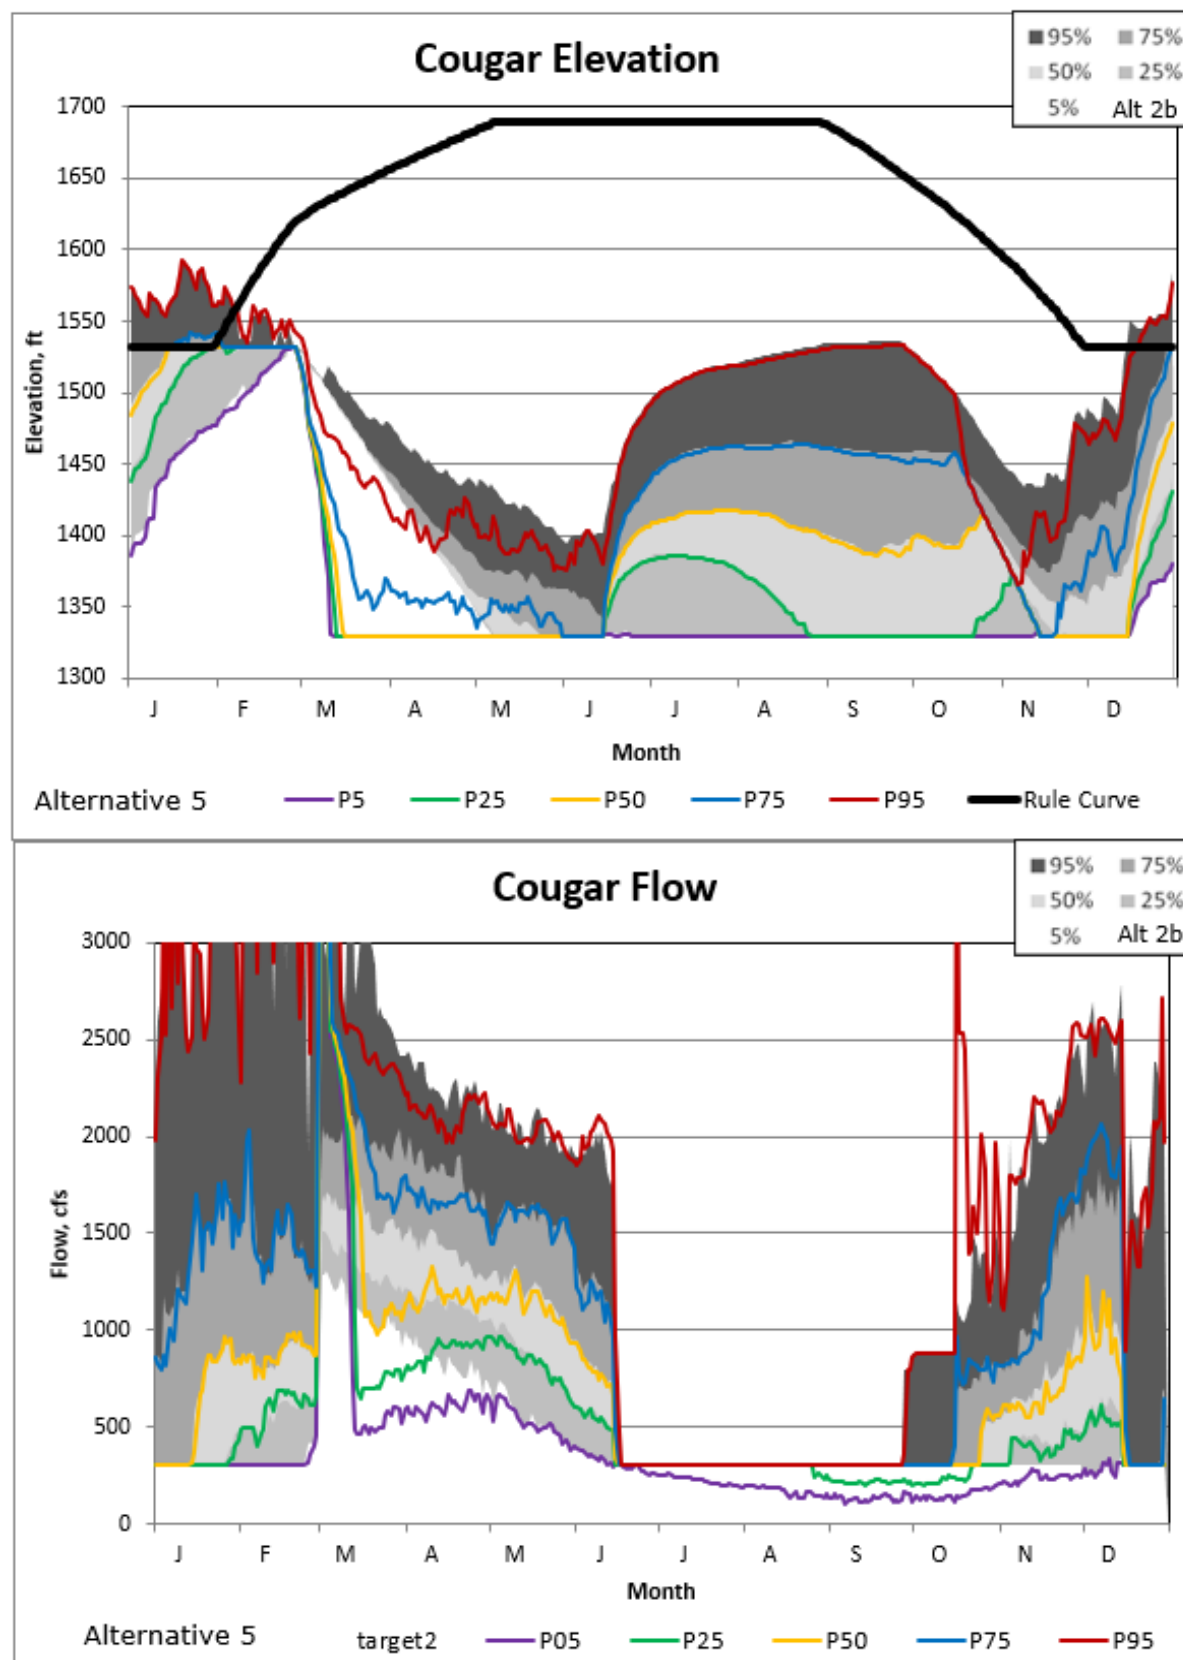 Cougar Elevation
95% 75%
50% 25%
5% Alt 2b
1700
1650
1600
1550
1500
1450
1400
1350
1300
Elevation, ft
J F M A M J J A S O N D
Month
Alternative 5 P5 P25 P50 P75 P95 Rule Curve
Cougar Flow
95% 75%
50% 25%
5% Alt 2b
3000
2500
2000
1500
1000
500
0
Flow, cfs
J F M A M J J A S O N D
Month
Alternative 5 target2 P05 P25 P50 P75 P95